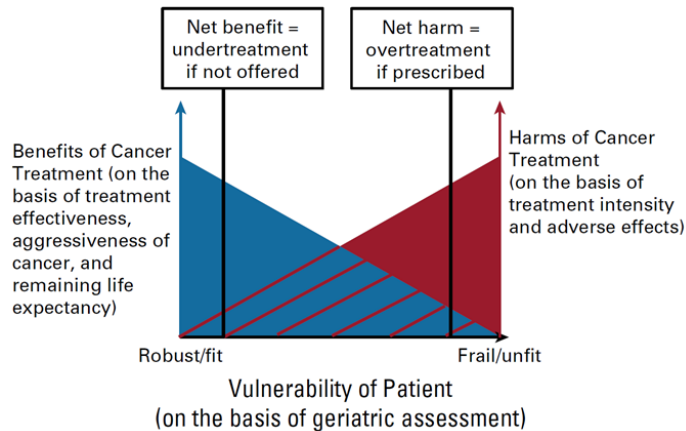 Net benefit =
undertreatment
if not offered
Net harm =
overtreatment
if prescribed
Benefits of Cancer
Treatment (on the
basis of treatment
effectiveness,
aggressiveness of
cancer, and
remaining life
expectancy)
Harms of Cancer
Treatment
(on the basis of
treatment intensity
and adverse effects)
Robust/fit
Frail/unfit
Vulnerability of Patient
(on the basis of geriatric assessment)